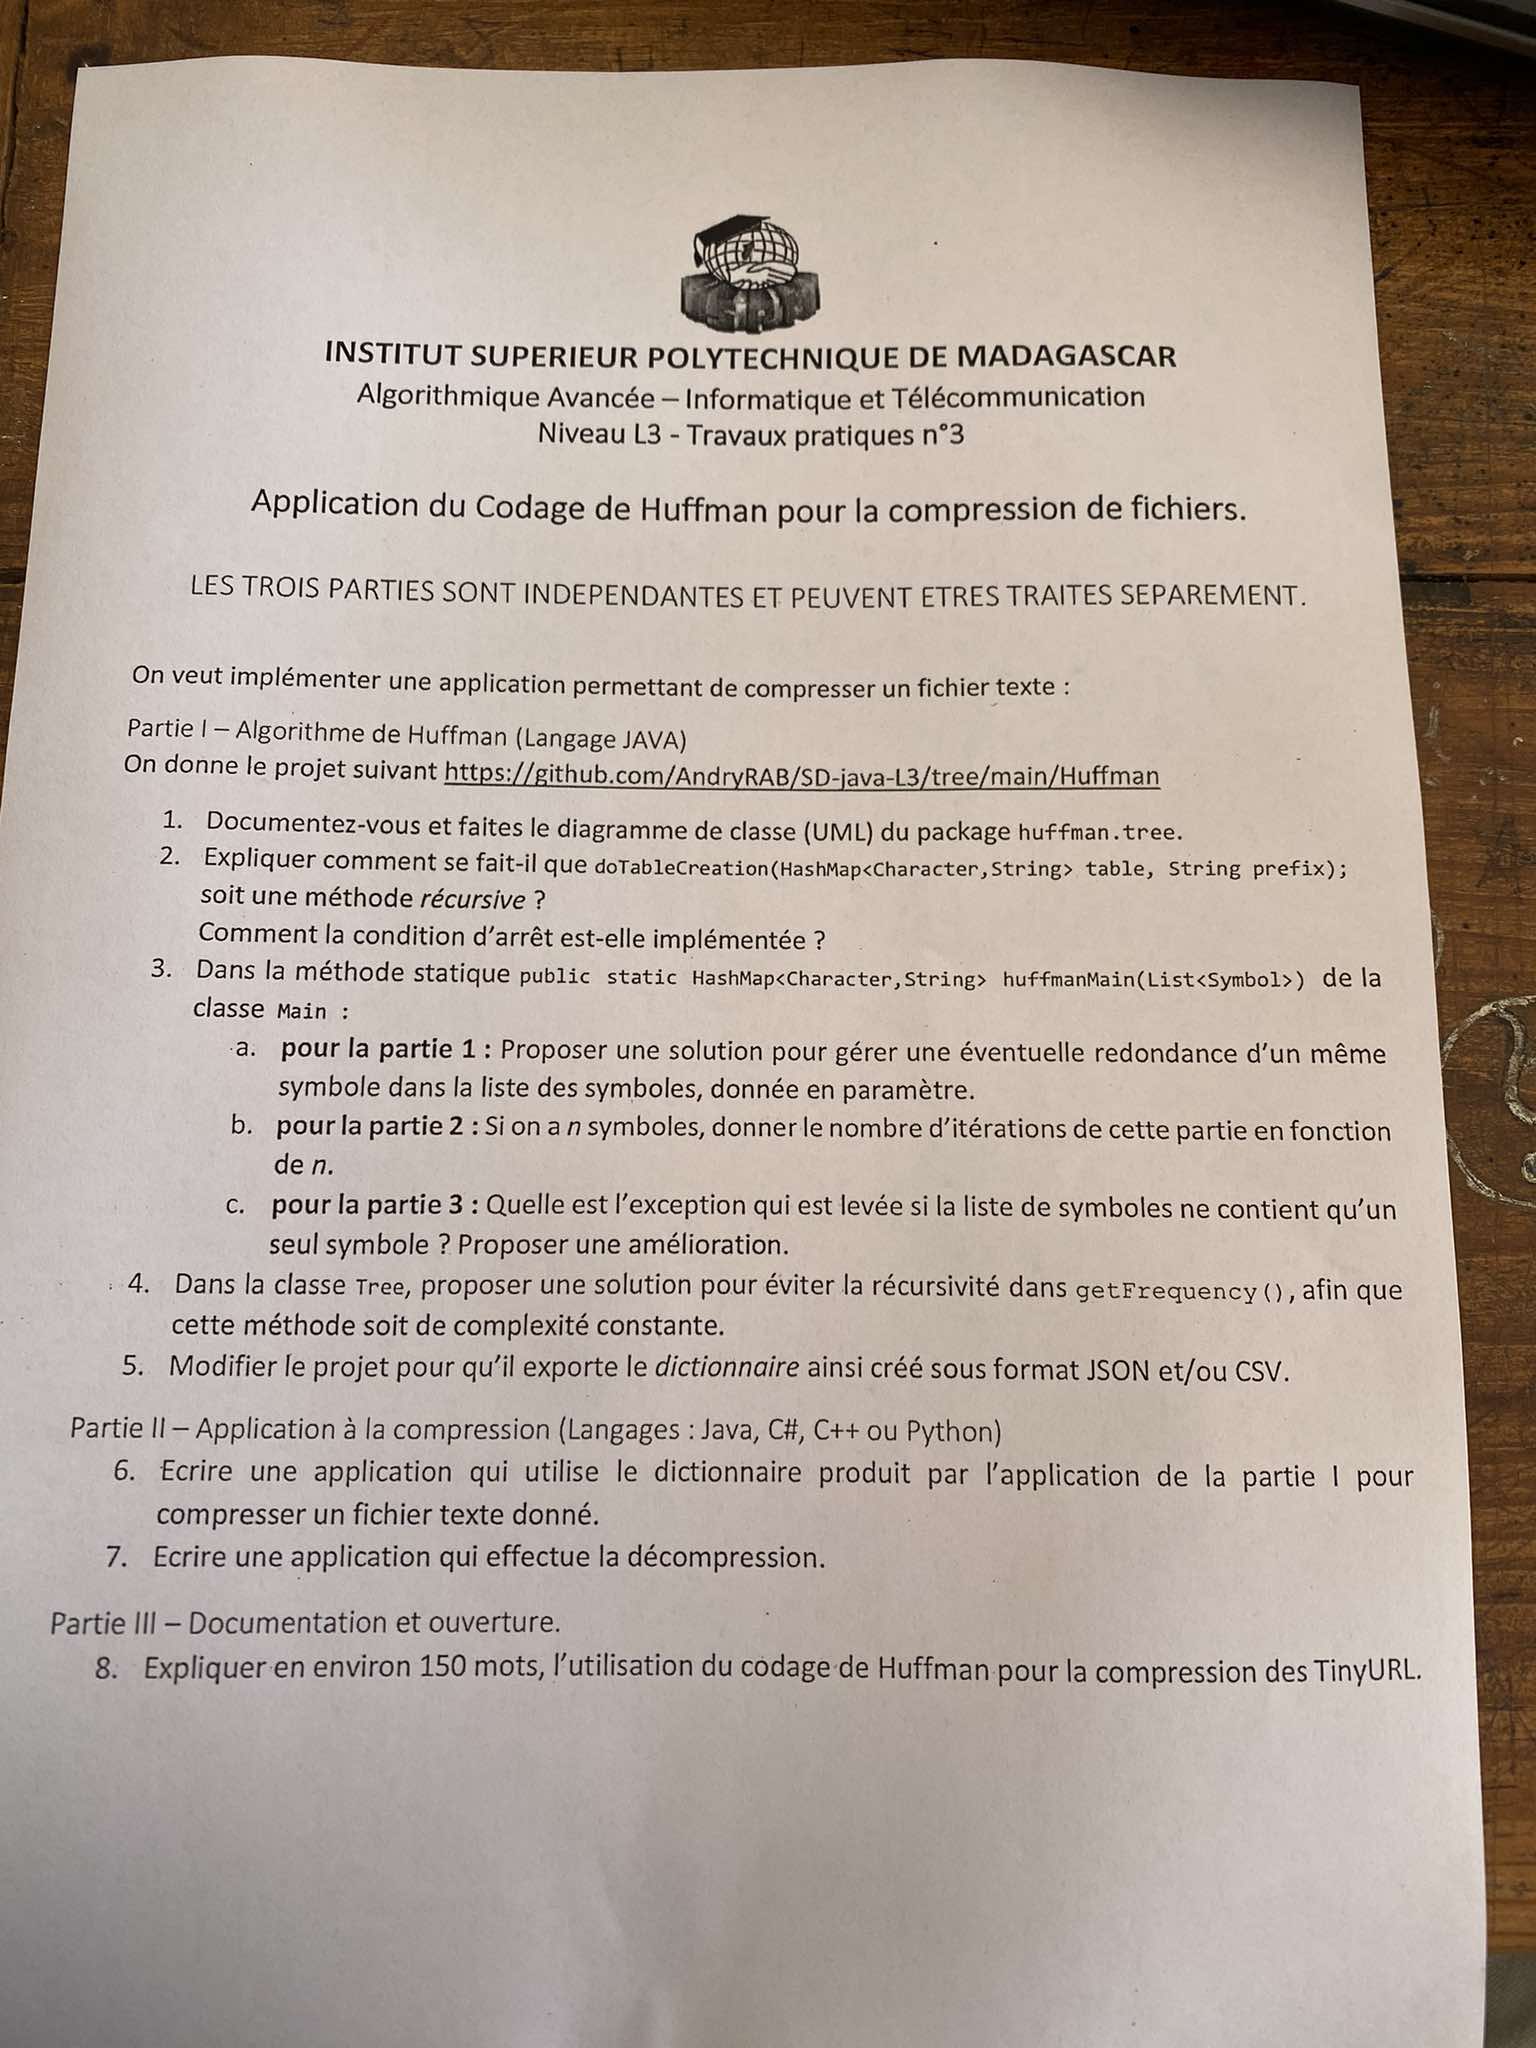 INSTITUT SUPERIEUR POLYTECHNIQUE DE MADAGASCAR
Algorithmique Avancée – Informatique et Télécommunication
Niveau L3 - Travaux pratiques n°3
Application du Codage de Huffman pour la compression de fichiers.
LES TROIS PARTIES SONT INDEPENDANTES ET PEUVENT ETRES TRAITES SEPAREMENT.
On veut implémenter une application permettant de compresser un fichier texte :
Partie I – Algorithme de Huffman (Langage JAVA)
On donne le projet suivant https://github.com/AndryRAB/SD-java-L3/tree/main/Huffman
1. Documentez-vous et faites le diagramme de classe (UML) du package huffman.tree.
2. Expliquer comment se fait-il que doTableCreation(HashMap<Character,String> table, String prefix);
soit une méthode récursive ?
Comment la condition d'arrêt est-elle implémentée ?
3. Dans la méthode statique public static HashMap<Character,String> huffmanMain(List<Symbol>) de la
classe Main :
a. pour la partie 1 : Proposer une solution pour gérer une éventuelle redondance d'un même
symbole dans la liste des symboles, donnée en paramètre.
b. pour la partie 2 : Si on a n symboles, donner le nombre d'itérations de cette partie en fonction
de n.
c. pour la partie 3 : Quelle est l'exception qui est levée si la liste de symboles ne contient qu'un
seul symbole ? Proposer une amélioration.
4. Dans la classe Tree, proposer une solution pour éviter la récursivité dans getFrequency(), afin que
cette méthode soit de complexité constante.
5. Modifier le projet pour qu'il exporte le dictionnaire ainsi créé sous format JSON et/ou CSV.
Partie II – Application à la compression (Langages : Java, C#, C++ ou Python)
6. Ecrire une application qui utilise le dictionnaire produit par l'application de la partie I pour
compresser un fichier texte donné.
7. Ecrire une application qui effectue la décompression.
Partie III – Documentation et ouverture.
8. Expliquer en environ 150 mots, l'utilisation du codage de Huffman pour la compression des TinyURL.